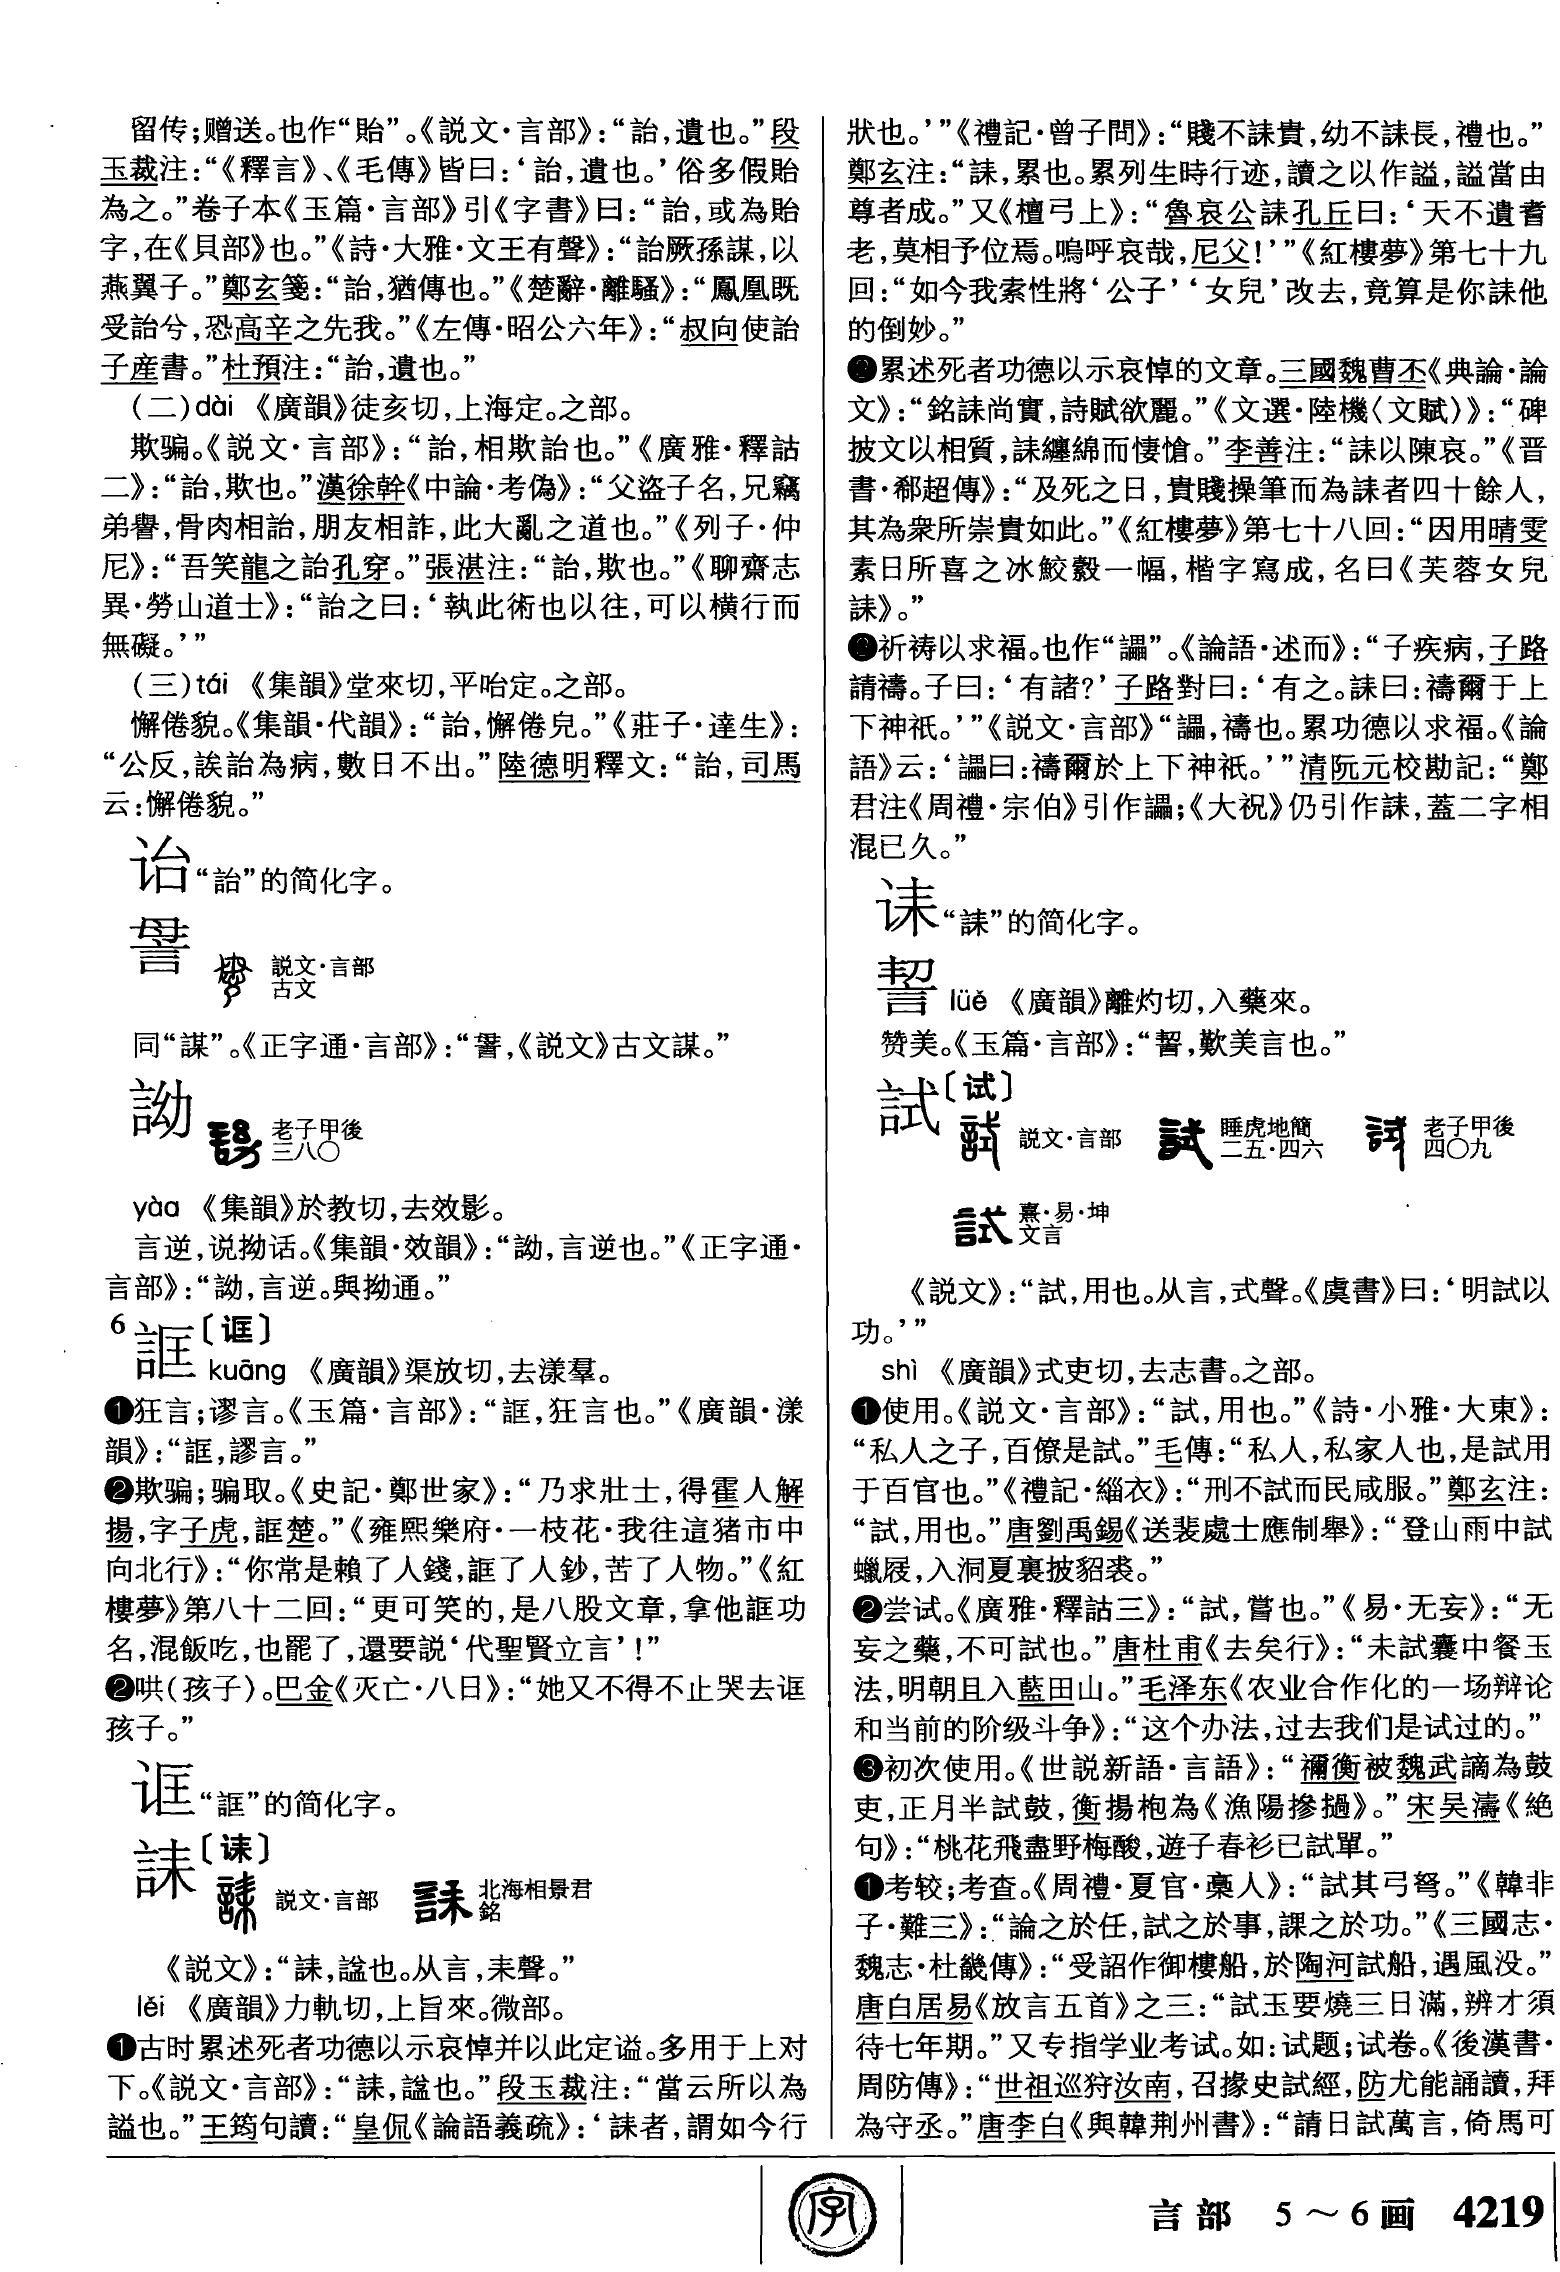 留传；赠送。也作“貽”。《説文·言部》：“詒，遺也。”段
玉裁注：“《釋言》、《毛傳》皆曰：‘詒，遺也。’俗多假貽
為之。”卷子本《玉篇·言部》引《字書》曰：“詒，或為貽
字，在《貝部》也。”《詩·大雅·文王有聲》：“詒厥孫謀，以
燕翼子。”鄭玄箋：“詒，猶傳也。”《楚辭·離騷》：“鳳凰既
受詒兮，恐高辛之先我。”《左傳·昭公六年》：“叔向使詒
子産書。”杜預注：“詒，遺也。”
（二）dài 《廣韻》徒亥切，上海定。之部。
欺骗。《説文·言部》：“詒，相欺詒也。”《廣雅·釋詁
二》：“詒，欺也。”漢徐幹《中論·考偽》：“父盜子名，兄竊
弟譽，骨肉相詒，朋友相詐，此大亂之道也。”《列子·仲
尼》：“吾笑龍之詒孔穿。”張湛注：“詒，欺也。”《聊齋志
異·勞山道士》：“詒之曰：‘執此術也以往，可以横行而
無礙。’”
（三）tái 《集韻》堂來切，平咍定。之部。
懈倦貌。《集韻·代韻》：“詒，懈倦皃。”《莊子·達生》：
“公反，誒詒為病，數日不出。”陸德明釋文：“詒，司馬
云：懈倦貌。”
诒“詒”的简化字。
説文·言部
古文
同“謀”。《正字通·言部》：“𧦥，《説文》古文謀。”
詏 老子甲後
三八〇
yàa 《集韻》於教切，去效影。
言逆，说拗话。《集韻·效韻》：“詏，言逆也。”《正字通·
言部》：“詏，言逆。與拗通。”
6 誆〔诓〕
kuāng 《廣韻》渠放切，去漾羣。
❶狂言；谬言。《玉篇·言部》：“誆，狂言也。”《廣韻·漾
韻》：“誆，謬言。”
❷欺骗；骗取。《史記·鄭世家》：“乃求壯士，得霍人解
揚，字子虎，誆楚。”《雍熙樂府·一枝花·我往這猪市中
向北行》：“你常是賴了人錢，誆了人鈔，苦了人物。”《紅
樓夢》第八十二回：“更可笑的，是八股文章，拿他誆功
名，混飯吃，也罷了，還要説‘代聖賢立言’！”
❷哄（孩子）。巴金《灭亡·八日》：“她又不得不止哭去诓
孩子。”
诓“誆”的简化字。
誄〔诔〕
説文·言部 北海相景君
銘
《説文》：“誄，謚也。从言，耒聲。”
lěi 《廣韻》力軌切，上旨來。微部。
❶古时累述死者功德以示哀悼并以此定谥。多用于上对
下。《説文·言部》：“誄，謚也。”段玉裁注：“當云所以為
謚也。”王筠句讀：“皇侃《論語義疏》：‘誄者，謂如今行
狀也。’”《禮記·曾子問》：“賤不誄貴，幼不誄長，禮也。”
鄭玄注：“誄，累也。累列生時行迹，讀之以作謚，謚當由
尊者成。”又《檀弓上》：“魯哀公誄孔丘曰：‘天不遺耆
老，莫相予位焉。嗚呼哀哉，尼父！’”《紅樓夢》第七十九
回：“如今我索性將‘公子’‘女兒’改去，竟算是你誄他
的倒妙。”
❷累述死者功德以示哀悼的文章。三國魏曹丕《典論·論
文》：“銘誄尚實，詩賦欲麗。”《文選·陸機〈文賦〉》：“碑
披文以相質，誄纏綿而悽愴。”李善注：“誄以陳哀。”《晋
書·郗超傳》：“及死之日，貴賤操筆而為誄者四十餘人，
其為衆所崇貴如此。”《紅樓夢》第七十八回：“因用晴雯
素日所喜之冰鮫縠一幅，楷字寫成，名曰《芙蓉女兒
誄》。”
❸祈祷以求福。也作“讄”。《論語·述而》：“子疾病，子路
請禱。子曰：‘有諸？’子路對曰：‘有之。誄曰：禱爾于上
下神祇。’”《説文·言部》“讄，禱也。累功德以求福。《論
語》云：‘讄曰：禱爾於上下神祇。’”清阮元校勘記：“鄭
君注《周禮·宗伯》引作讄；《大祝》仍引作誄，蓋二字相
混已久。”
诔“誄”的简化字。
䛚 lüě 《廣韻》離灼切，入藥來。
赞美。《玉篇·言部》：“䛚，歎美言也。”
試〔试〕
説文·言部 睡虎地簡
二五·四六 老子甲後
四〇九
熹·易·坤
文言
《説文》：“試，用也。从言，式聲。《虞書》曰：‘明試以
功。’”
shì 《廣韻》式吏切，去志書。之部。
❶使用。《説文·言部》：“試，用也。”《詩·小雅·大東》：
“私人之子，百僚是試。”毛傳：“私人，私家人也，是試用
于百官也。”《禮記·緇衣》：“刑不試而民咸服。”鄭玄注：
“試，用也。”唐劉禹錫《送裴處士應制舉》：“登山雨中試
蠟屐，入洞夏裏披貂裘。”
❷尝试。《廣雅·釋詁三》：“試，嘗也。”《易·无妄》：“无
妄之藥，不可試也。”唐杜甫《去矣行》：“未試囊中餐玉
法，明朝且入藍田山。”毛泽东《农业合作化的一场辩论
和当前的阶级斗争》：“这个办法，过去我们是试过的。”
❸初次使用。《世説新語·言語》：“禰衡被魏武謫為鼓
吏，正月半試鼓，衡揚枹為《漁陽摻撾》。”宋吴濤《絶
句》：“桃花飛盡野梅酸，遊子春衫已試單。”
❶考较；考查。《周禮·夏官·槀人》：“試其弓弩。”《韓非
子·難三》：“論之於任，試之於事，課之於功。”《三國志·
魏志·杜畿傳》：“受詔作御樓船，於陶河試船，遇風没。”
唐白居易《放言五首》之三：“試玉要燒三日滿，辨才須
待七年期。”又专指学业考试。如：试题；试卷。《後漢書·
周防傳》：“世祖巡狩汝南，召掾史試經，防尤能誦讀，拜
為守丞。”唐李白《與韓荆州書》：“請日試萬言，倚馬可
字
言部 5～6画 4219